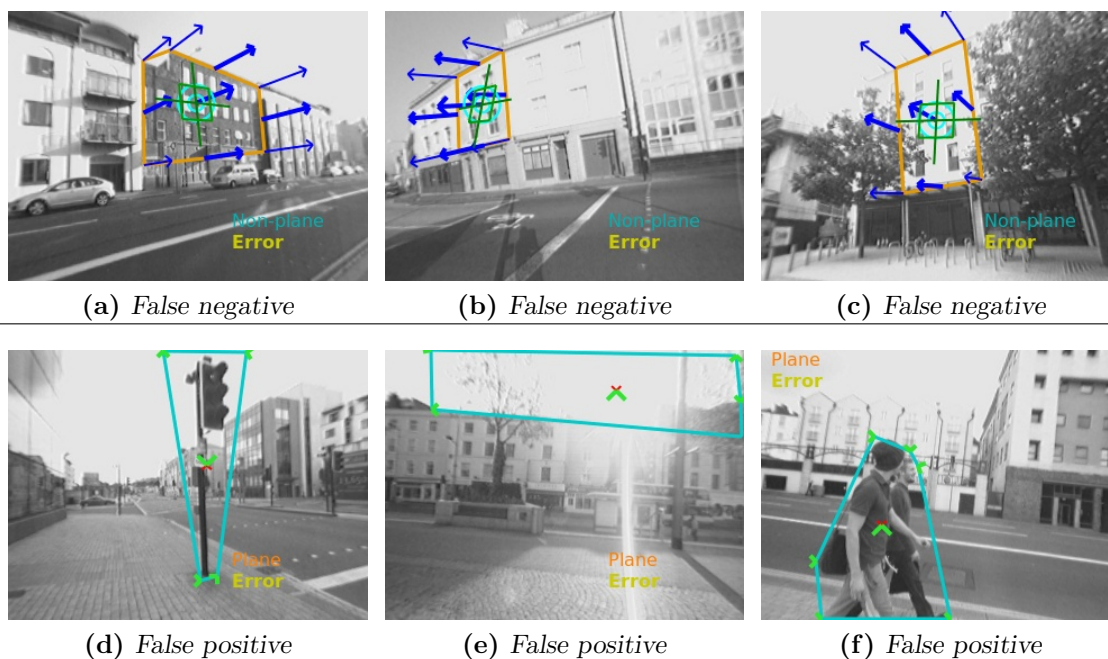 Non-plane
Error
Non-plane
Error
Non-plane
Error
(a) False negative
(b) False negative
(c) False negative
Plane
Error
Plane
Error
Plane
Error
(d) False positive
(e) False positive
(f) False positive